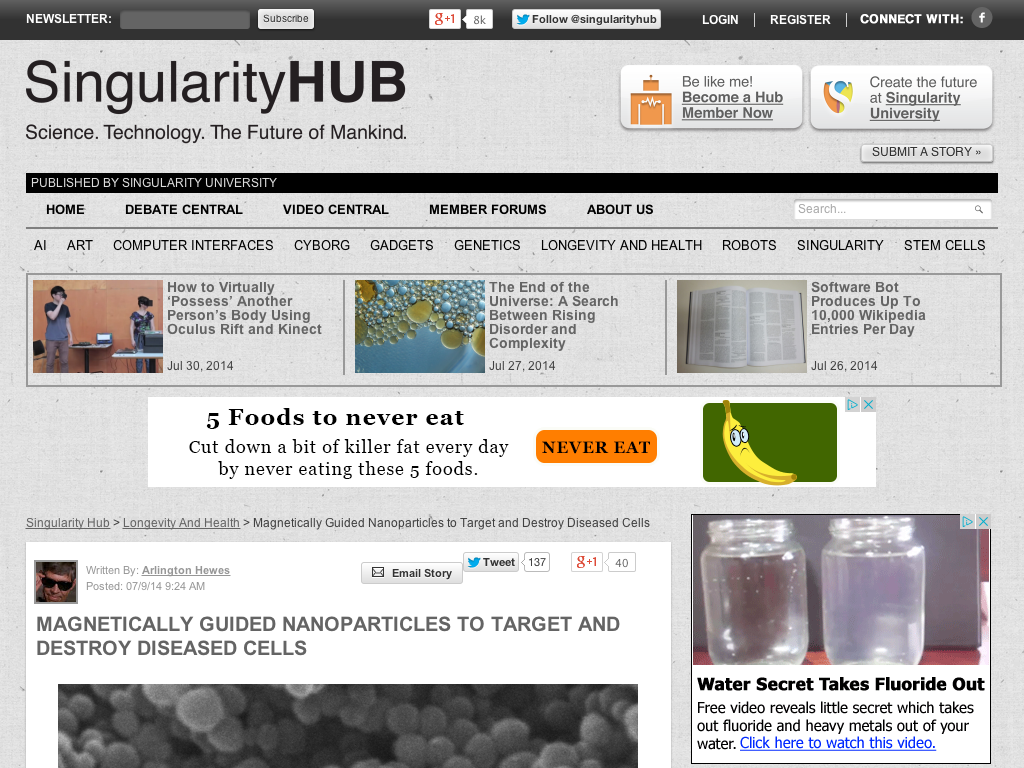 NEWSLETTER:
Subscribe
g+1
8k
Follow @singularityhub
LOGIN
REGISTER
CONNECT WITH:
f
SingularityHUB
Science. Technology. The Future of Mankind.
Be like me!
Become a Hub
Member Now
Create the future
at Singularity
University
SUBMIT A STORY »
PUBLISHED BY SINGULARITY UNIVERSITY
HOME
DEBATE CENTRAL
VIDEO CENTRAL
MEMBER FORUMS
ABOUT US
Search...
AI
ART
COMPUTER INTERFACES
CYBORG
GADGETS
GENETICS
LONGEVITY AND HEALTH
ROBOTS
SINGULARITY
STEM CELLS
How to Virtually
‘Possess’ Another
Person’s Body Using
Oculus Rift and Kinect
Jul 30, 2014
The End of the
Universe: A Search
Between Rising
Disorder and
Complexity
Jul 27, 2014
Software Bot
Produces Up To
10,000 Wikipedia
Entries Per Day
Jul 26, 2014
5 Foods to never eat
Cut down a bit of killer fat every day
by never eating these 5 foods.
NEVER EAT
Singularity Hub > Longevity And Health > Magnetically Guided Nanoparticles to Target and Destroy Diseased Cells
Written By: Arlington Hewes
Posted: 07/9/14 9:24 AM
Email Story
Tweet
137
g+1
40
MAGNETICALLY GUIDED NANOPARTICLES TO TARGET AND
DESTROY DISEASED CELLS
Water Secret Takes Fluoride Out
Free video reveals little secret which takes
out fluoride and heavy metals out of your
water. Click here to watch this video.